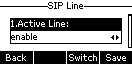 SIP Line
1.Active Line:
enable
Back Switch Save